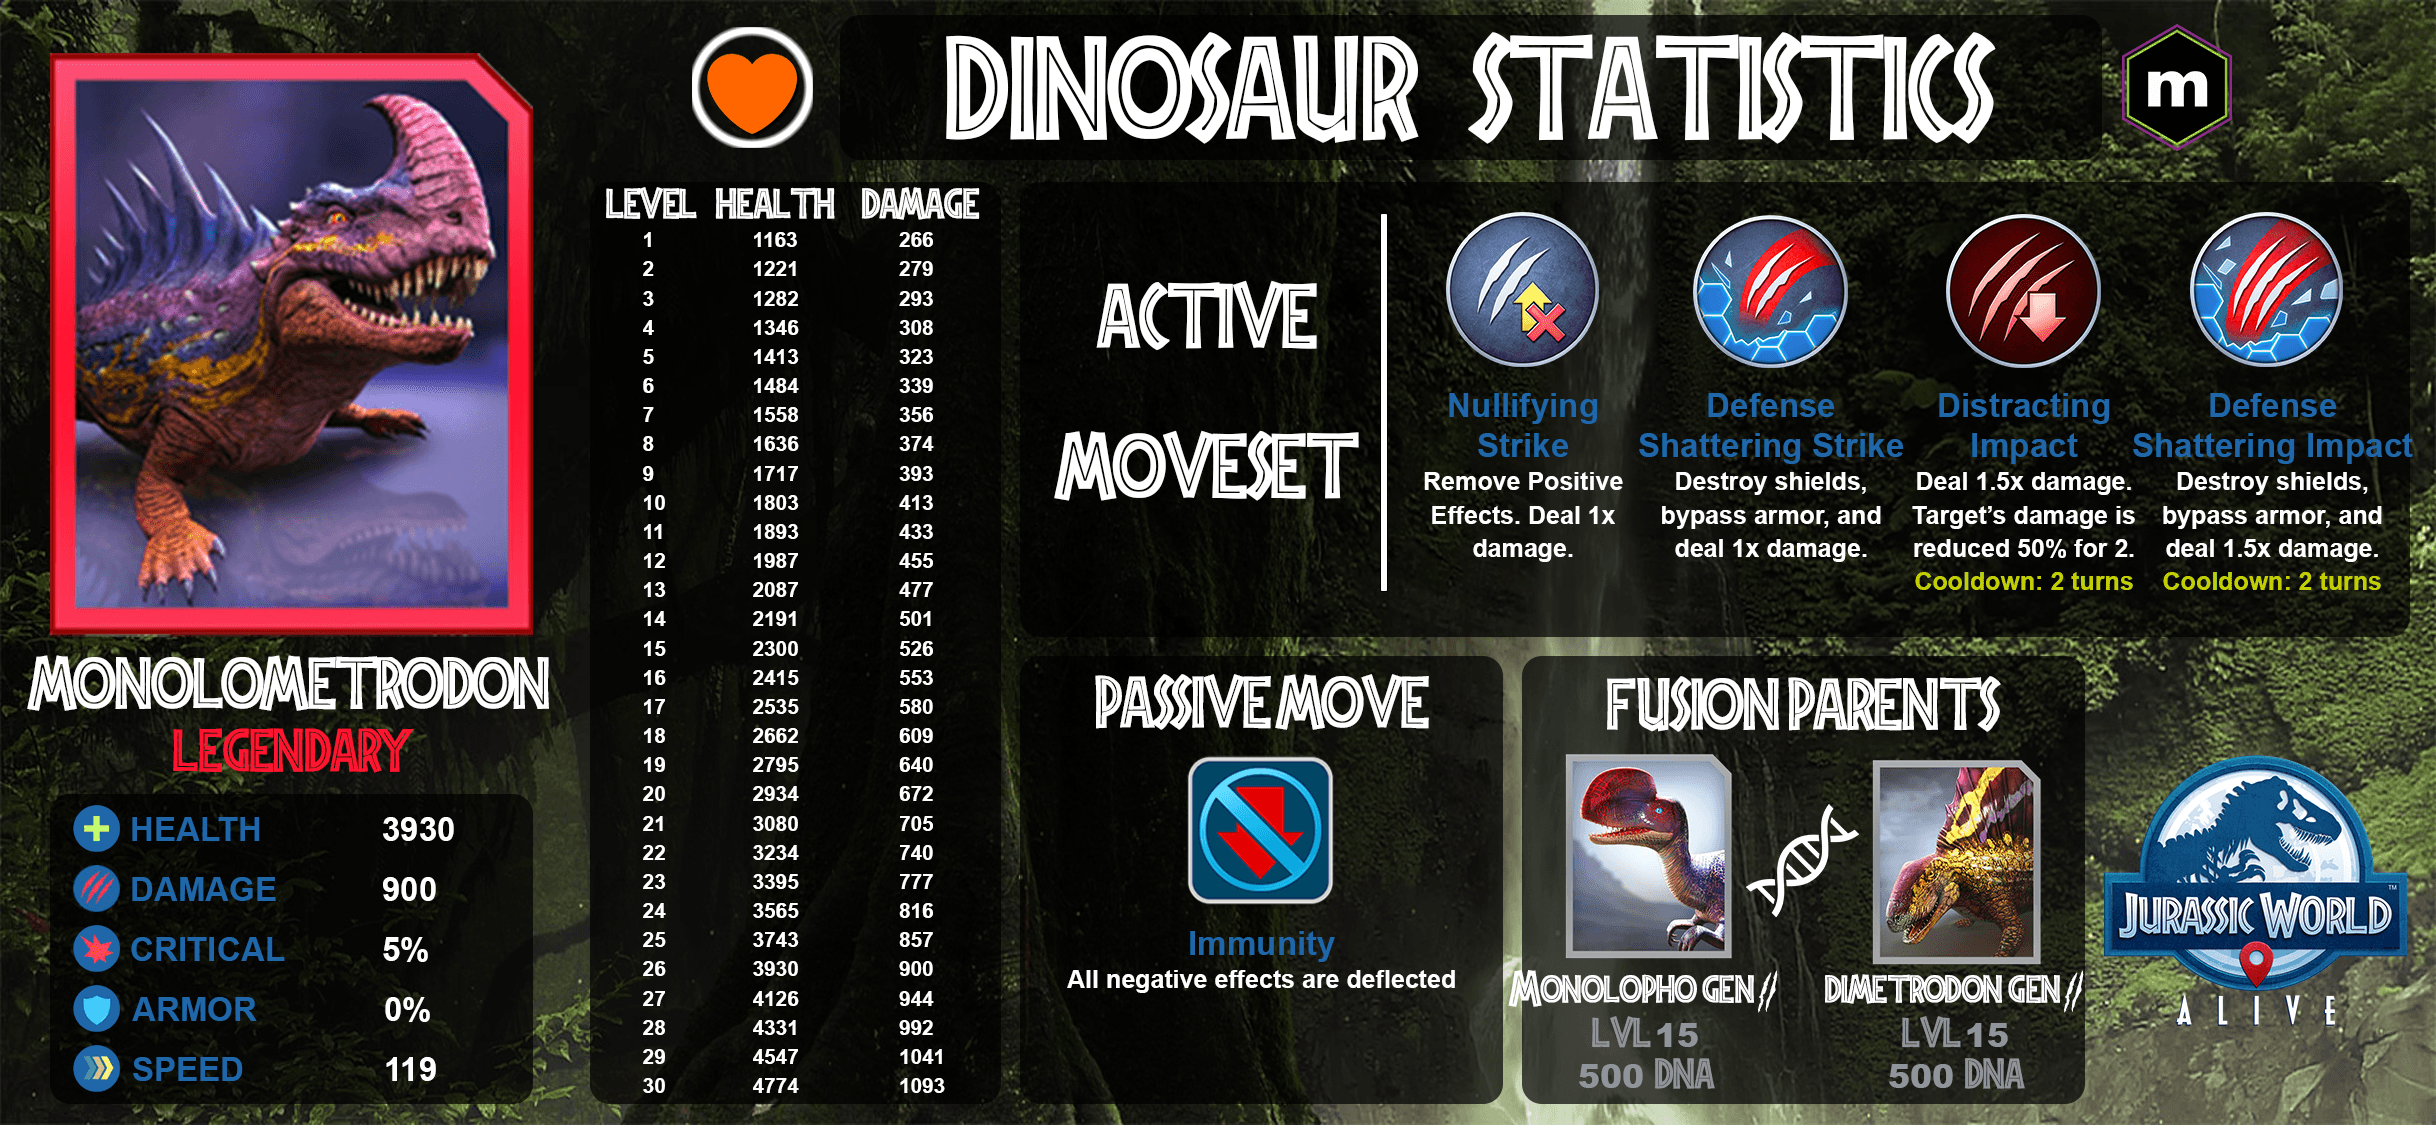 DINOSAUR STATISTICS
m
MONOLOMETRODON
LEGENDARY
HEALTH 3930
DAMAGE 900
CRITICAL 5%
ARMOR 0%
SPEED 119
LEVEL HEALTH DAMAGE
1 1163 266
2 1221 279
3 1282 293
4 1346 308
5 1413 323
6 1484 339
7 1558 356
8 1636 374
9 1717 393
10 1803 413
11 1893 433
12 1987 455
13 2087 477
14 2191 501
15 2300 526
16 2415 553
17 2535 580
18 2662 609
19 2795 640
20 2934 672
21 3080 705
22 3234 740
23 3395 777
24 3565 816
25 3743 857
26 3930 900
27 4126 944
28 4331 992
29 4547 1041
30 4774 1093
ACTIVE
MOVESET
Nullifying
Strike
Remove Positive
Effects. Deal 1x
damage.
Defense
Shattering Strike
Destroy shields,
bypass armor, and
deal 1x damage.
Distracting
Impact
Deal 1.5x damage.
Target’s damage is
reduced 50% for 2.
Cooldown: 2 turns
Defense
Shattering Impact
Destroy shields,
bypass armor, and
deal 1.5x damage.
Cooldown: 2 turns
PASSIVE MOVE
Immunity
All negative effects are deflected
FUSION PARENTS
MONOLOPHO GEN //
LVL 15
500 DNA
DIMETRODON GEN //
LVL 15
500 DNA
JURASSIC WORLD™
ALIVE